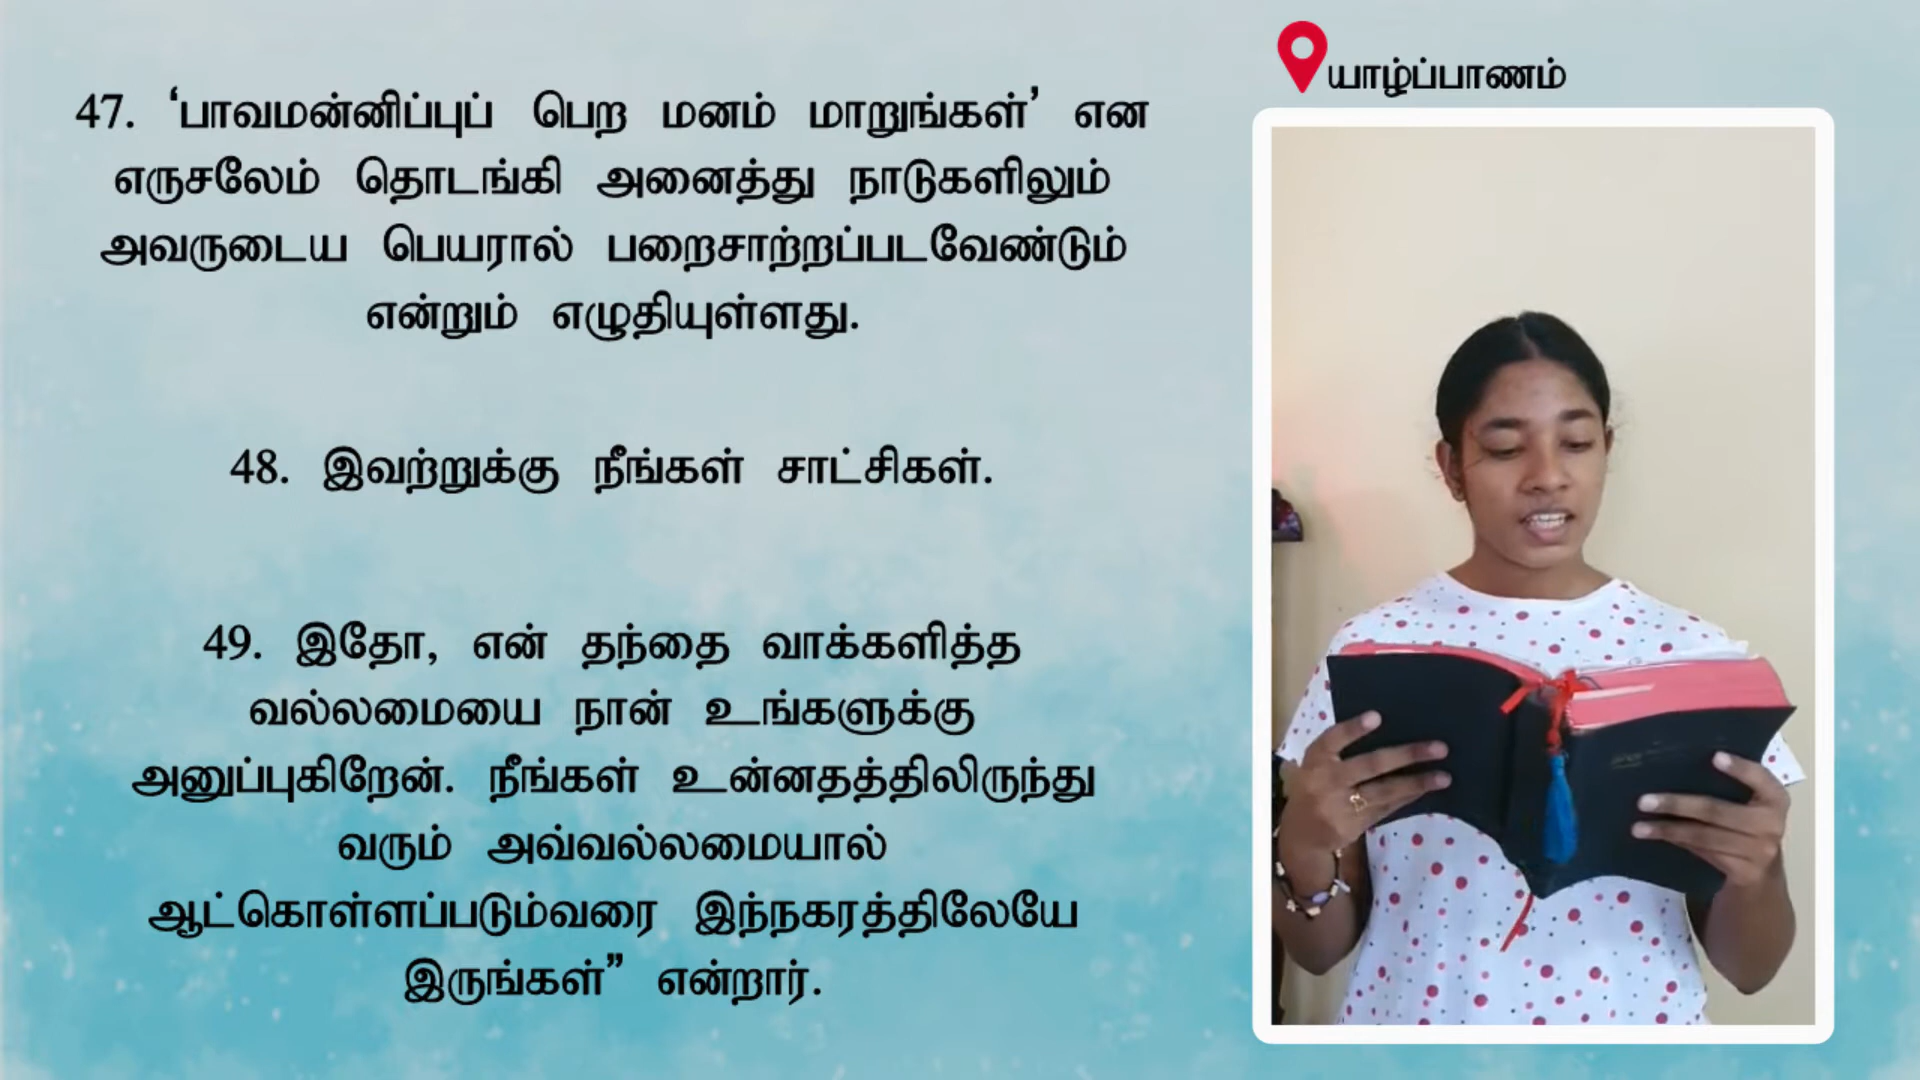 யாழ்ப்பாணம்
47. ‘பாவமன்னிப்புப் பெற மனம் மாறுங்கள்’ என
எருசலேம் தொடங்கி அனைத்து நாடுகளிலும்
அவருடைய பெயரால் பறைசாற்றப்படவேண்டும்
என்றும் எழுதியுள்ளது.
48. இவற்றுக்கு நீங்கள் சாட்சிகள்.
49. இதோ, என் தந்தை வாக்களித்த
வல்லமையை நான் உங்களுக்கு
அனுப்புகிறேன். நீங்கள் உன்னதத்திலிருந்து
வரும் அவ்வல்லமையால்
ஆட்கொள்ளப்படும்வரை இந்நகரத்திலேயே
இருங்கள்” என்றார்.